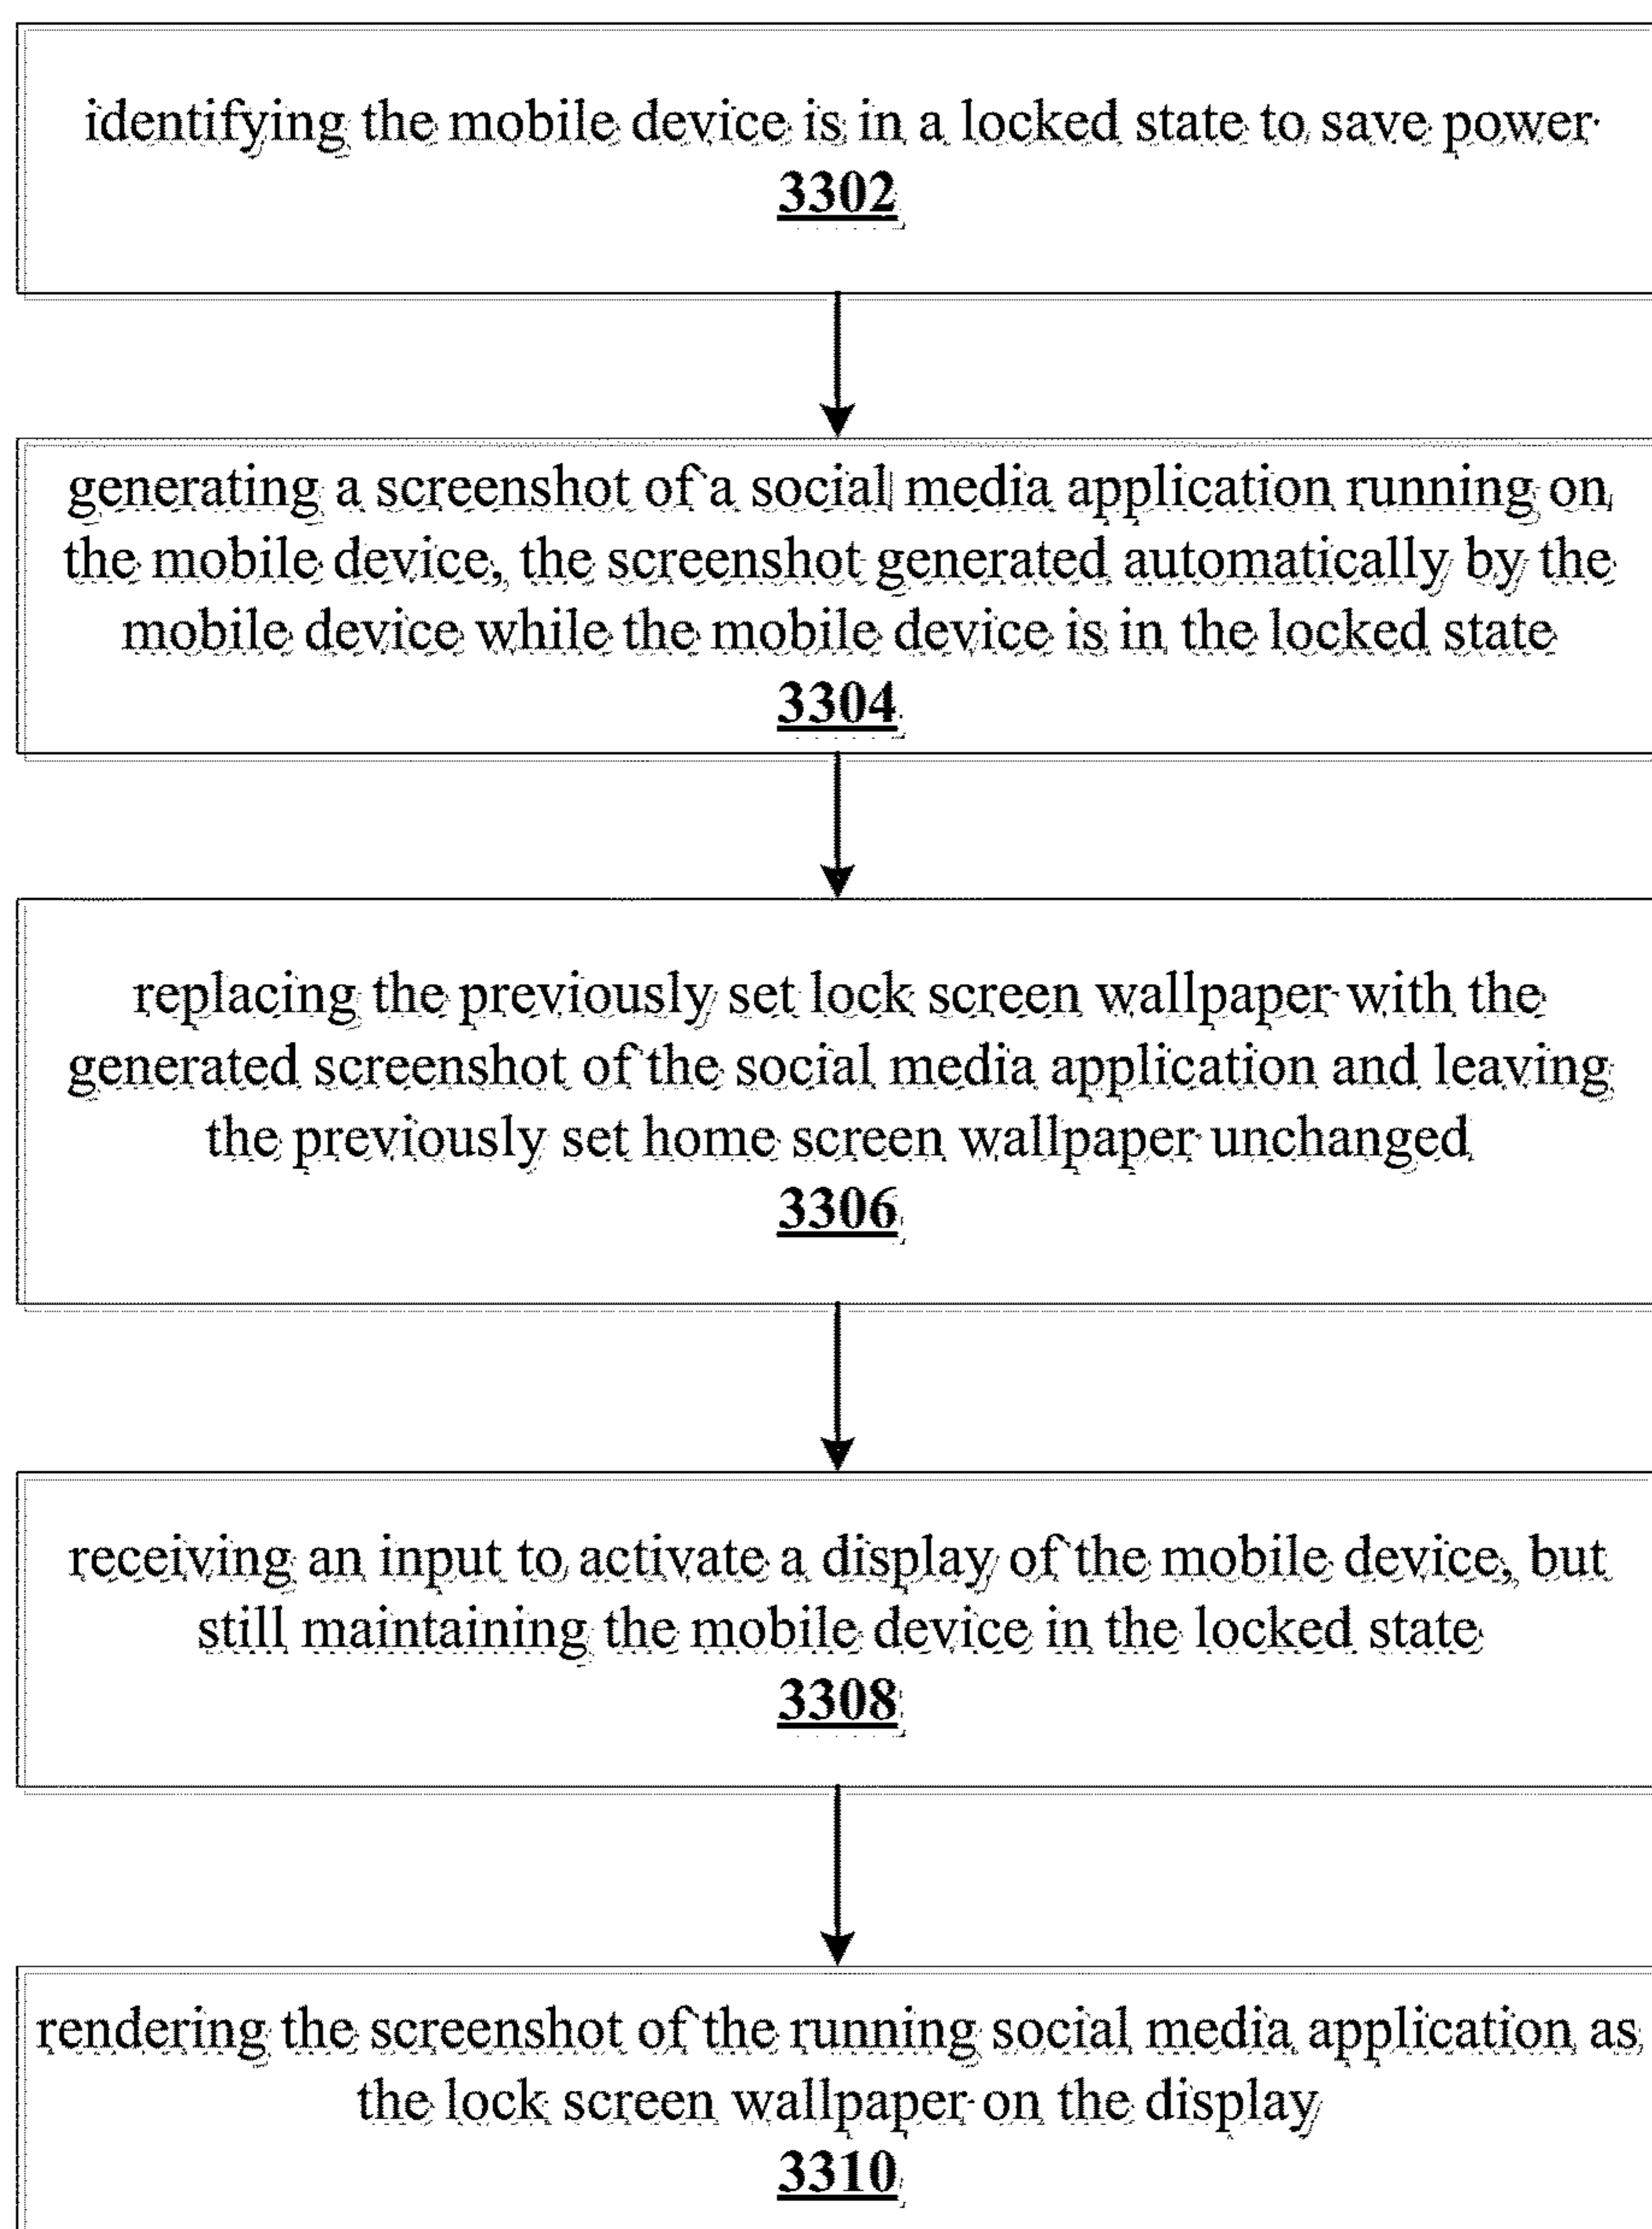 identifying the mobile device is in a locked state to save power
3302
generating a screenshot of a social media application running on
the mobile device, the screenshot generated automatically by the
mobile device while the mobile device is in the locked state
3304
replacing the previously set lock screen wallpaper with the
generated screenshot of the social media application and leaving
the previously set home screen wallpaper unchanged
3306
receiving an input to activate a display of the mobile device, but
still maintaining the mobile device in the locked state
3308
rendering the screenshot of the running social media application as
the lock screen wallpaper on the display
3310